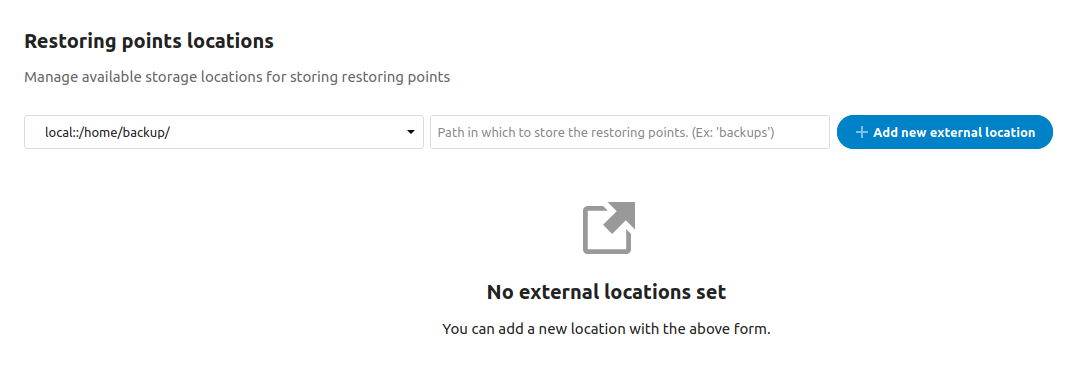 Restoring points locations
Manage available storage locations for storing restoring points
local::/home/backup/
Path in which to store the restoring points. (Ex: 'backups')
Add new external location
No external locations set
You can add a new location with the above form.